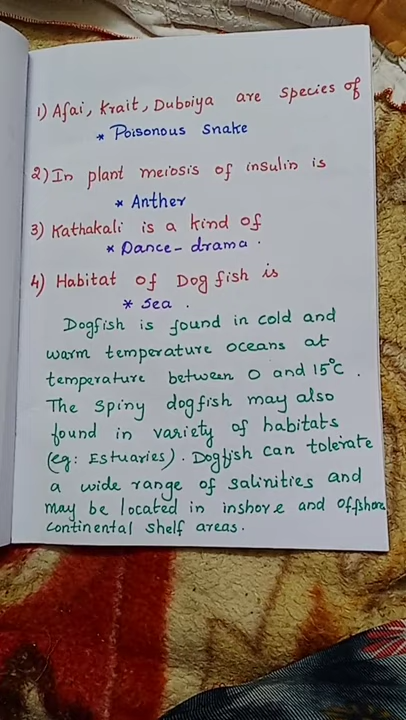 1) Afai, Krait, Duboiya are species of
* Poisonous snake
2) In plant meiosis of insulin is
* Anther
3) Kathakali is a kind of
* Dance-drama.
4) Habitat of Dog fish is
* Sea.
Dogfish is found in cold and
warm temperature oceans at
temperature between 0 and 15°C.
The spiny dogfish may also
found in variety of habitats
(eg: Estuaries). Dogfish can tolerate
a wide range of salinities and
may be located in inshore and offshore
continental shelf areas.